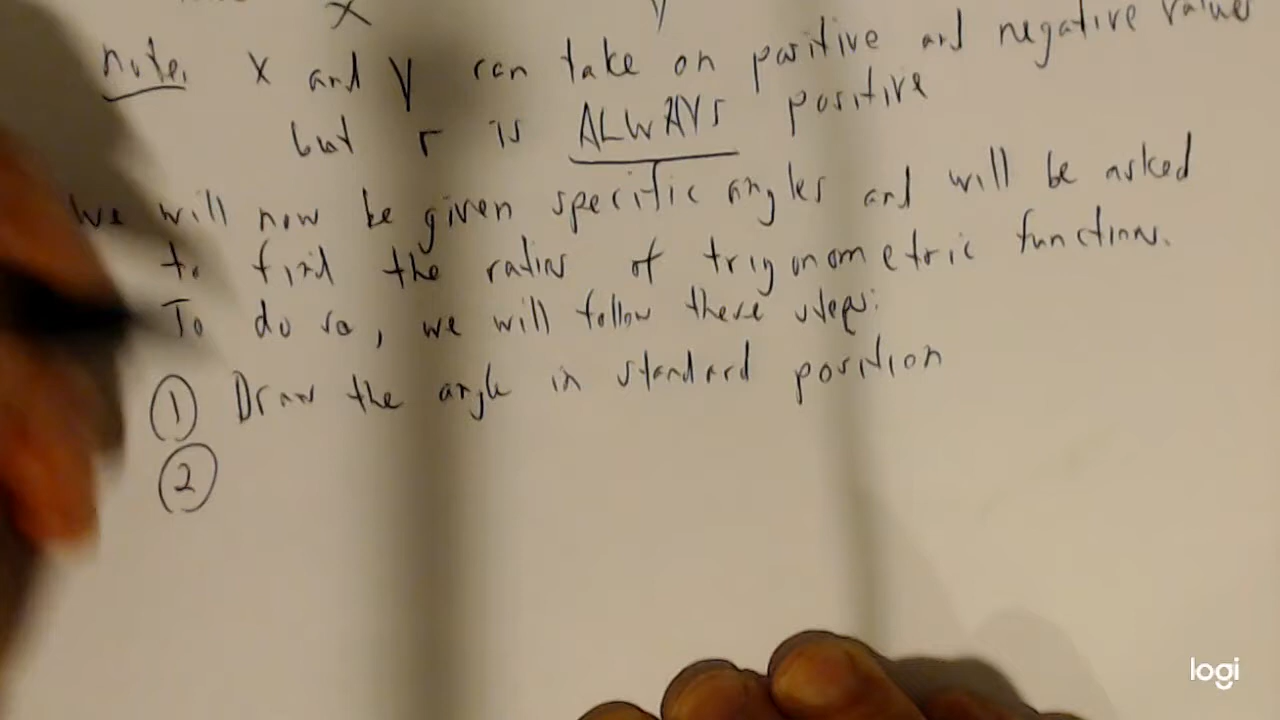 x y
note: x and y can take on positive and negative values
but r is ALWAYS positive
We will now be given specific angles and will be asked
to find the ratios of trigonometric functions.
To do so, we will follow these steps:
① Draw the angle in standard position
②
logi